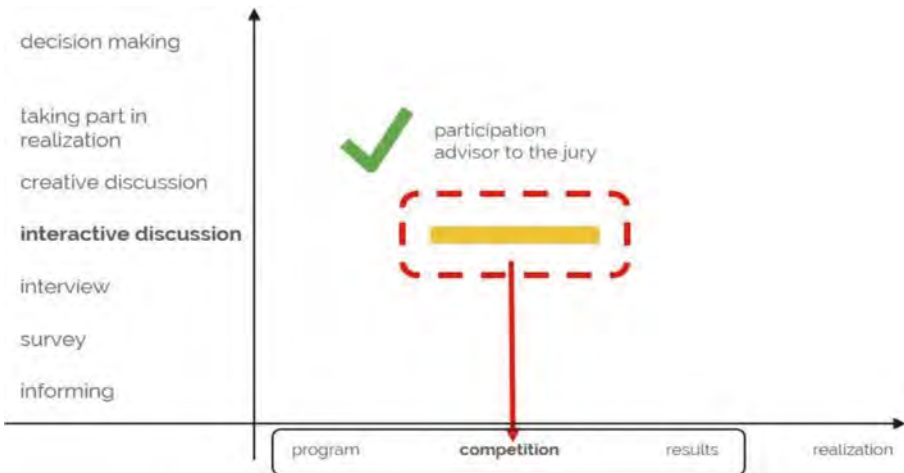 decision making
taking part in
realization
participation
advisor to the jury
creative discussion
interactive discussion
interview
survey
informing
program competition results realization